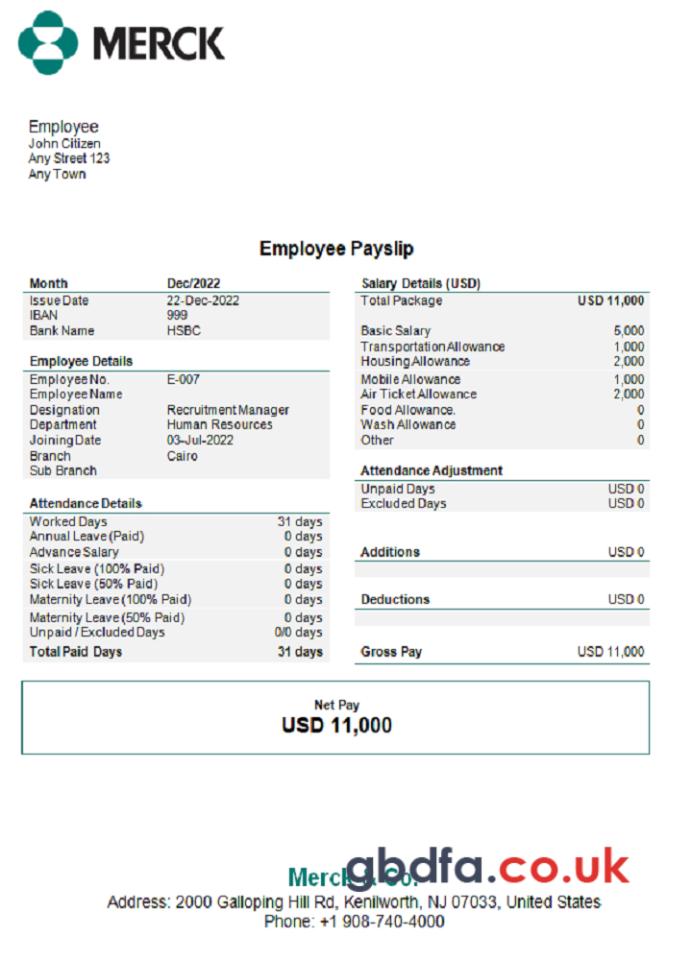 MERCK
Employee
John Citizen
Any Street 123
Any Town
Employee Payslip
Month Dec/2022
Issue Date 22-Dec-2022
IBAN 999
Bank Name HSBC
Employee Details
Employee No. E-007
Employee Name
Designation Recruitment Manager
Department Human Resources
Joining Date 03-Jul-2022
Branch Cairo
Sub Branch
Attendance Details
Worked Days 31 days
Annual Leave (Paid) 0 days
Advance Salary 0 days
Sick Leave (100% Paid) 0 days
Sick Leave (50% Paid) 0 days
Maternity Leave (100% Paid) 0 days
Maternity Leave (50% Paid) 0 days
Unpaid / Excluded Days 0/0 days
Total Paid Days 31 days
Salary Details (USD)
Total Package USD 11,000
Basic Salary 5,000
Transportation Allowance 1,000
Housing Allowance 2,000
Mobile Allowance 1,000
Air Ticket Allowance 2,000
Food Allowance. 0
Wash Allowance 0
Other 0
Attendance Adjustment
Unpaid Days USD 0
Excluded Days USD 0
Additions USD 0
Deductions USD 0
Gross Pay USD 11,000
Net Pay
USD 11,000
Merck & Co.
gbdfa.co.uk
Address: 2000 Galloping Hill Rd, Kenilworth, NJ 07033, United States
Phone: +1 908-740-4000